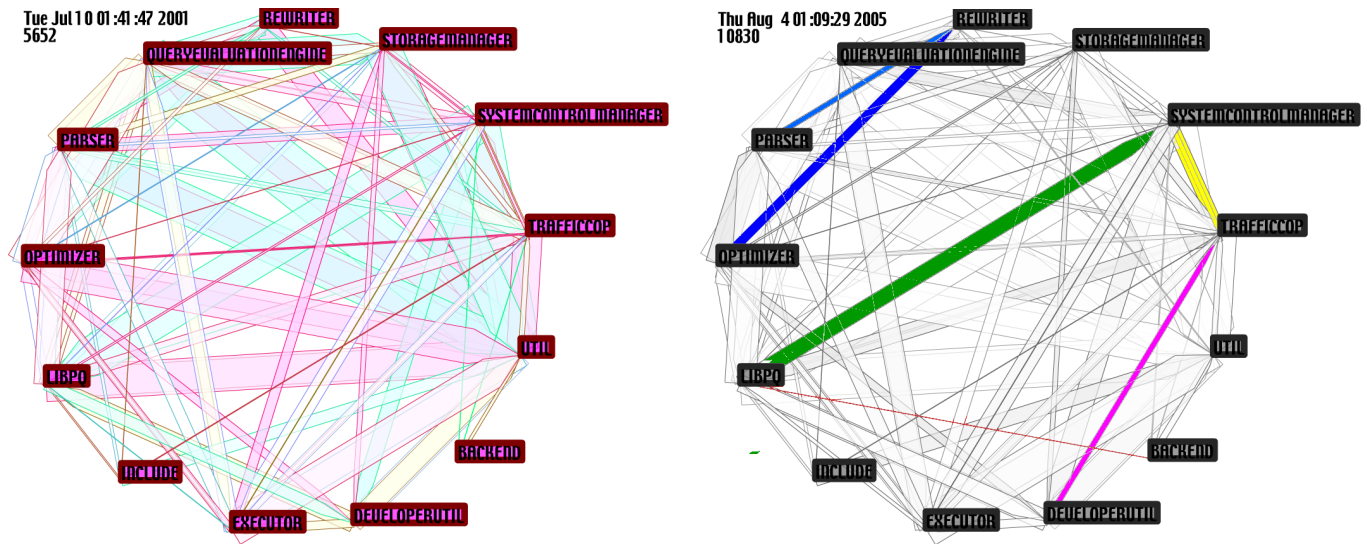 Tue Jul 10 01:41:47 2001
5652
REWRITER
STORAGEMANAGER
QUERYEVALUATIONENGINE
SYSTEMCONTROLMANAGER
PARSER
TRAFFICCOP
OPTIMIZER
UTIL
LIBPQ
BACKEND
INCLUDE
DEVELOPERUTIL
EXECUTOR
Thu Aug 4 01:09:29 2005
10830
REWRITER
STORAGEMANAGER
QUERYEVALUATIONENGINE
SYSTEMCONTROLMANAGER
PARSER
TRAFFICCOP
OPTIMIZER
UTIL
LIBPQ
BACKEND
INCLUDE
DEVELOPERUTIL
EXECUTOR